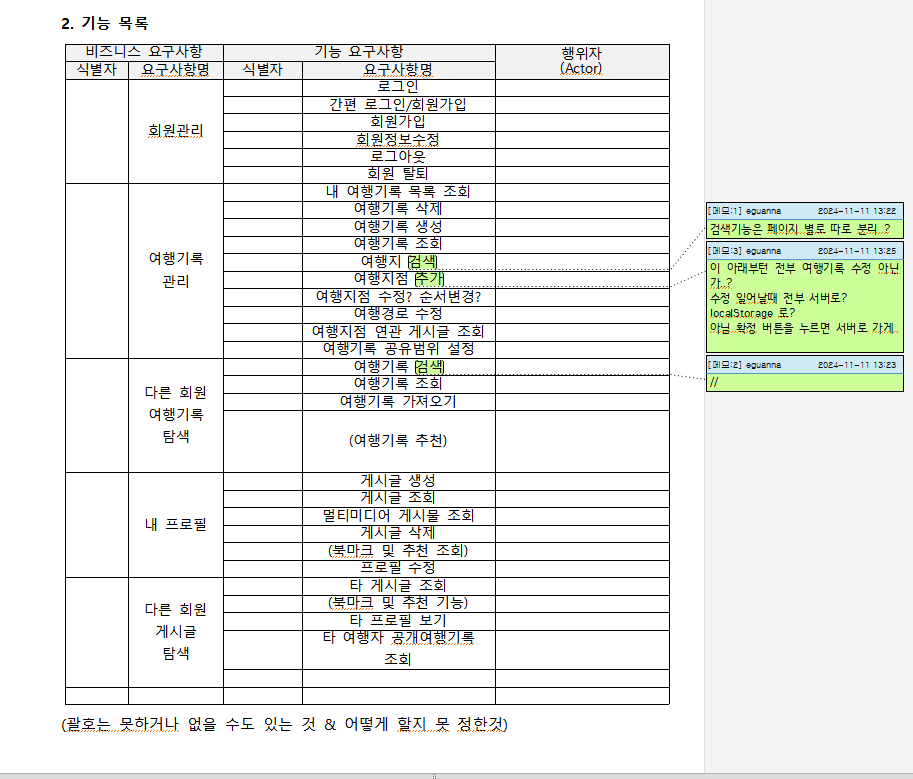 2. 기능 목록
비즈니스 요구사항 기능 요구사항 행위자
(Actor)
식별자 요구사항명 식별자 요구사항명
회원관리
로그인
간편 로그인/회원가입
회원가입
회원정보수정
로그아웃
회원 탈퇴
여행기록
관리
내 여행기록 목록 조회
여행기록 삭제
여행기록 생성
여행기록 조회
여행지 검색
여행지점 추가
여행지점 수정? 순서변경?
여행경로 수정
여행지점 연관 게시글 조회
여행기록 공유범위 설정
다른 회원
여행기록
탐색
여행기록 검색
여행기록 조회
여행기록 가져오기
(여행기록 추천)
내 프로필
게시글 생성
게시글 조회
멀티미디어 게시물 조회
게시글 삭제
(북마크 및 추천 조회)
프로필 수정
다른 회원
게시글
탐색
타 게시글 조회
(북마크 및 추천 기능)
타 프로필 보기
타 여행자 공개여행기록
조회
(괄호는 못하거나 없을 수도 있는 것 & 어떻게 할지 못 정한것)
[메모:1] eguanna 2024-11-11 13:22
검색기능은 페이지 별로 따로 분리..?
[메모:3] eguanna 2024-11-11 13:25
이 아래부턴 전부 여행기록 수정 아닌
가..?
수정 일어날때 전부 서버로?
localStorage 로?
아님 확정 버튼을 누르면 서버로 가게..
[메모:2] eguanna 2024-11-11 13:23
//